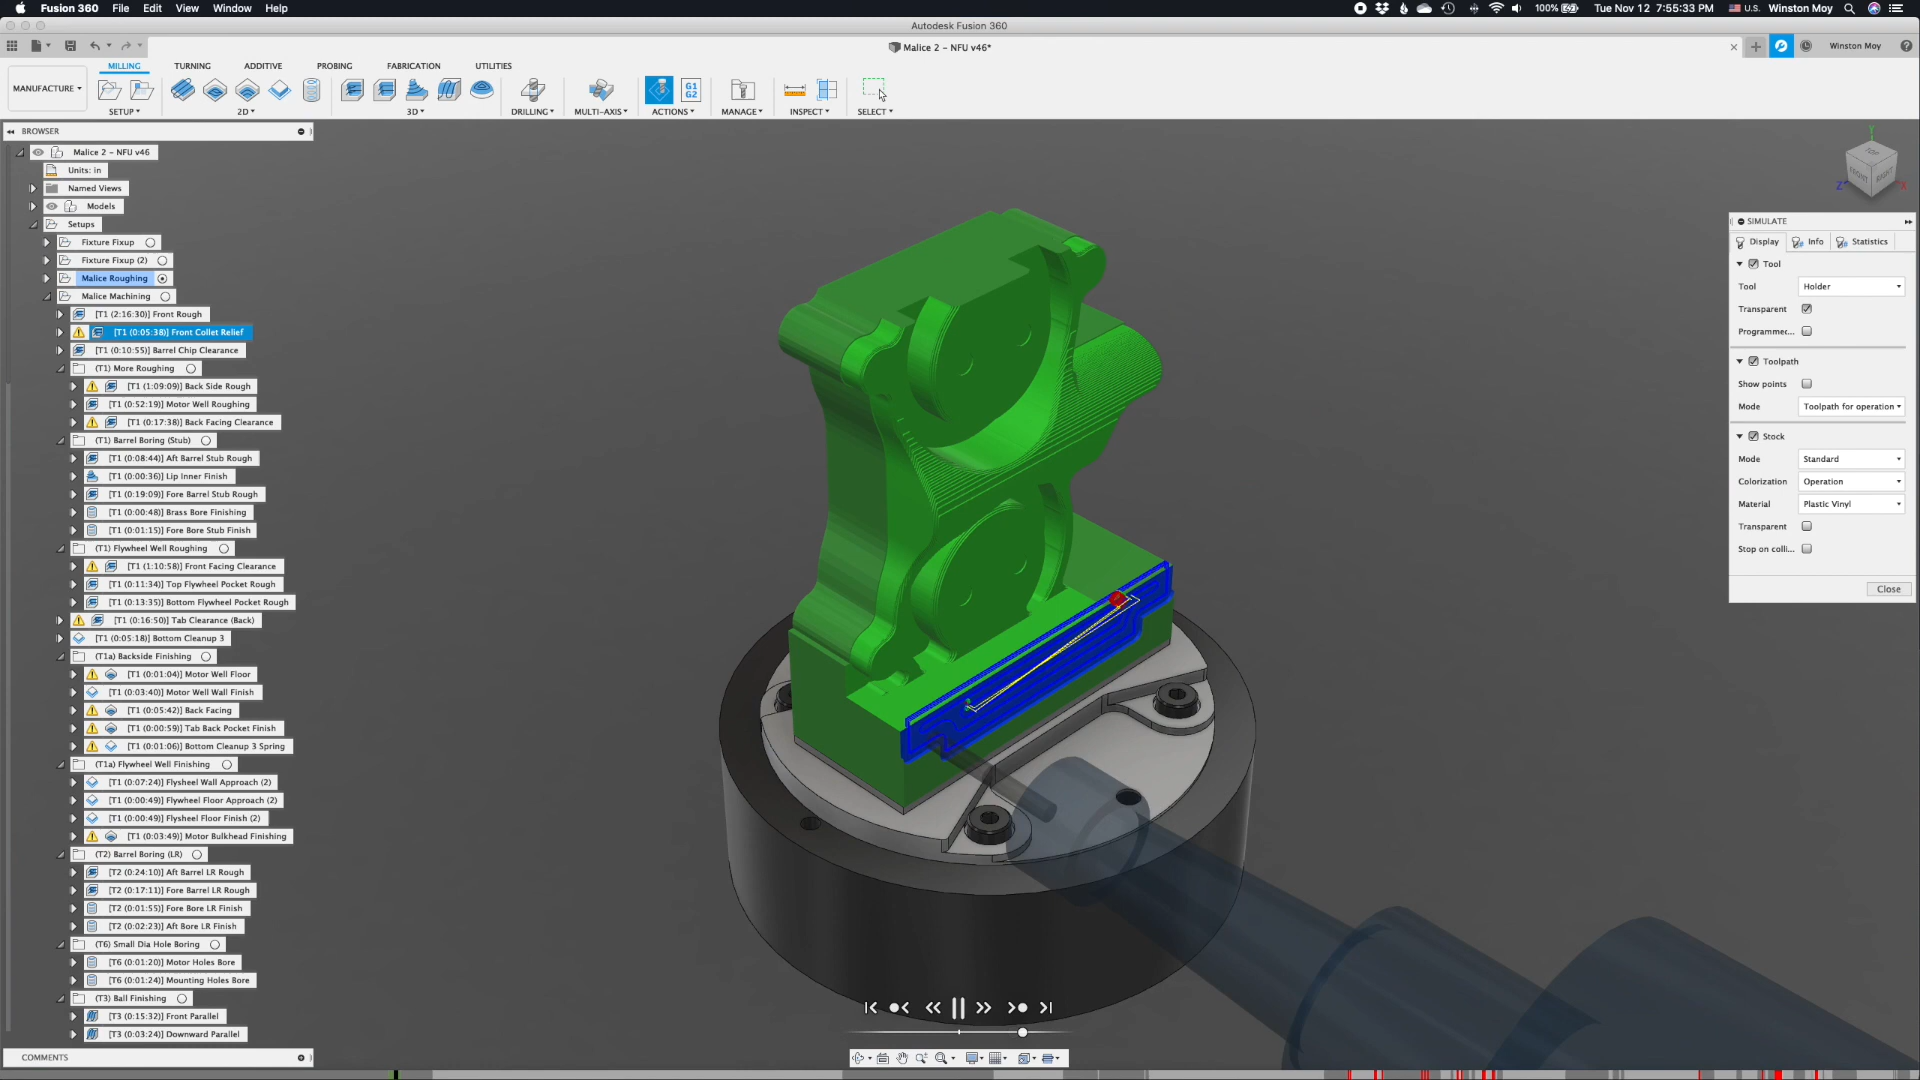 Fusion 360 File Edit View Window Help
100% U.S. Tue Nov 12 7:55:33 PM Winston Moy
Autodesk Fusion 360
Malice 2 – NFU v46*
Winston Moy
MILLING TURNING ADDITIVE PROBING FABRICATION UTILITIES
MANUFACTURE
G1
G2
SETUP 2D 3D DRILLING MULTI-AXIS ACTIONS MANAGE INSPECT SELECT
BROWSER
Malice 2 – NFU v46
Units: in
Named Views
Models
Setups
Fixture Fixup
Fixture Fixup (2)
Malice Roughing
Malice Machining
[T1 (2:16:30)] Front Rough
[T1 (0:05:38)] Front Collet Relief
[T1 (0:10:55)] Barrel Chip Clearance
(T1) More Roughing
[T1 (1:09:09)] Back Side Rough
[T1 (0:52:19)] Motor Well Roughing
[T1 (0:17:38)] Back Facing Clearance
(T1) Barrel Boring (Stub)
[T1 (0:08:44)] Aft Barrel Stub Rough
[T1 (0:00:36)] Lip Inner Finish
[T1 (0:19:09)] Fore Barrel Stub Rough
[T1 (0:00:48)] Brass Bore Finishing
[T1 (0:01:15)] Fore Bore Stub Finish
(T1) Flywheel Well Roughing
[T1 (1:10:58)] Front Facing Clearance
[T1 (0:11:34)] Top Flywheel Pocket Rough
[T1 (0:13:35)] Bottom Flywheel Pocket Rough
[T1 (0:16:50)] Tab Clearance (Back)
[T1 (0:05:18)] Bottom Cleanup 3
(T1a) Backside Finishing
[T1 (0:01:04)] Motor Well Floor
[T1 (0:03:40)] Motor Well Wall Finish
[T1 (0:05:42)] Back Facing
[T1 (0:00:59)] Tab Back Pocket Finish
[T1 (0:01:06)] Bottom Cleanup 3 Spring
(T1a) Flywheel Well Finishing
[T1 (0:07:24)] Flysheel Wall Approach (2)
[T1 (0:00:49)] Flywheel Floor Approach (2)
[T1 (0:00:49)] Flysheel Floor Finish (2)
[T1 (0:03:49)] Motor Bulkhead Finishing
(T2) Barrel Boring (LR)
[T2 (0:24:10)] Aft Barrel LR Rough
[T2 (0:17:11)] Fore Barrel LR Rough
[T2 (0:01:55)] Fore Bore LR Finish
[T2 (0:02:23)] Aft Bore LR Finish
(T6) Small Dia Hole Boring
[T6 (0:01:20)] Motor Holes Bore
[T6 (0:01:24)] Mounting Holes Bore
(T3) Ball Finishing
[T3 (0:15:32)] Front Parallel
[T3 (0:03:24)] Downward Parallel
COMMENTS
Y
TOP
FRONT RIGHT
Z X
SIMULATE
Display Info Statistics
Tool
Tool Holder
Transparent
Programmec...
Toolpath
Show points
Mode Toolpath for operation
Stock
Mode Standard
Colorization Operation
Material Plastic Vinyl
Transparent
Stop on colli...
Close